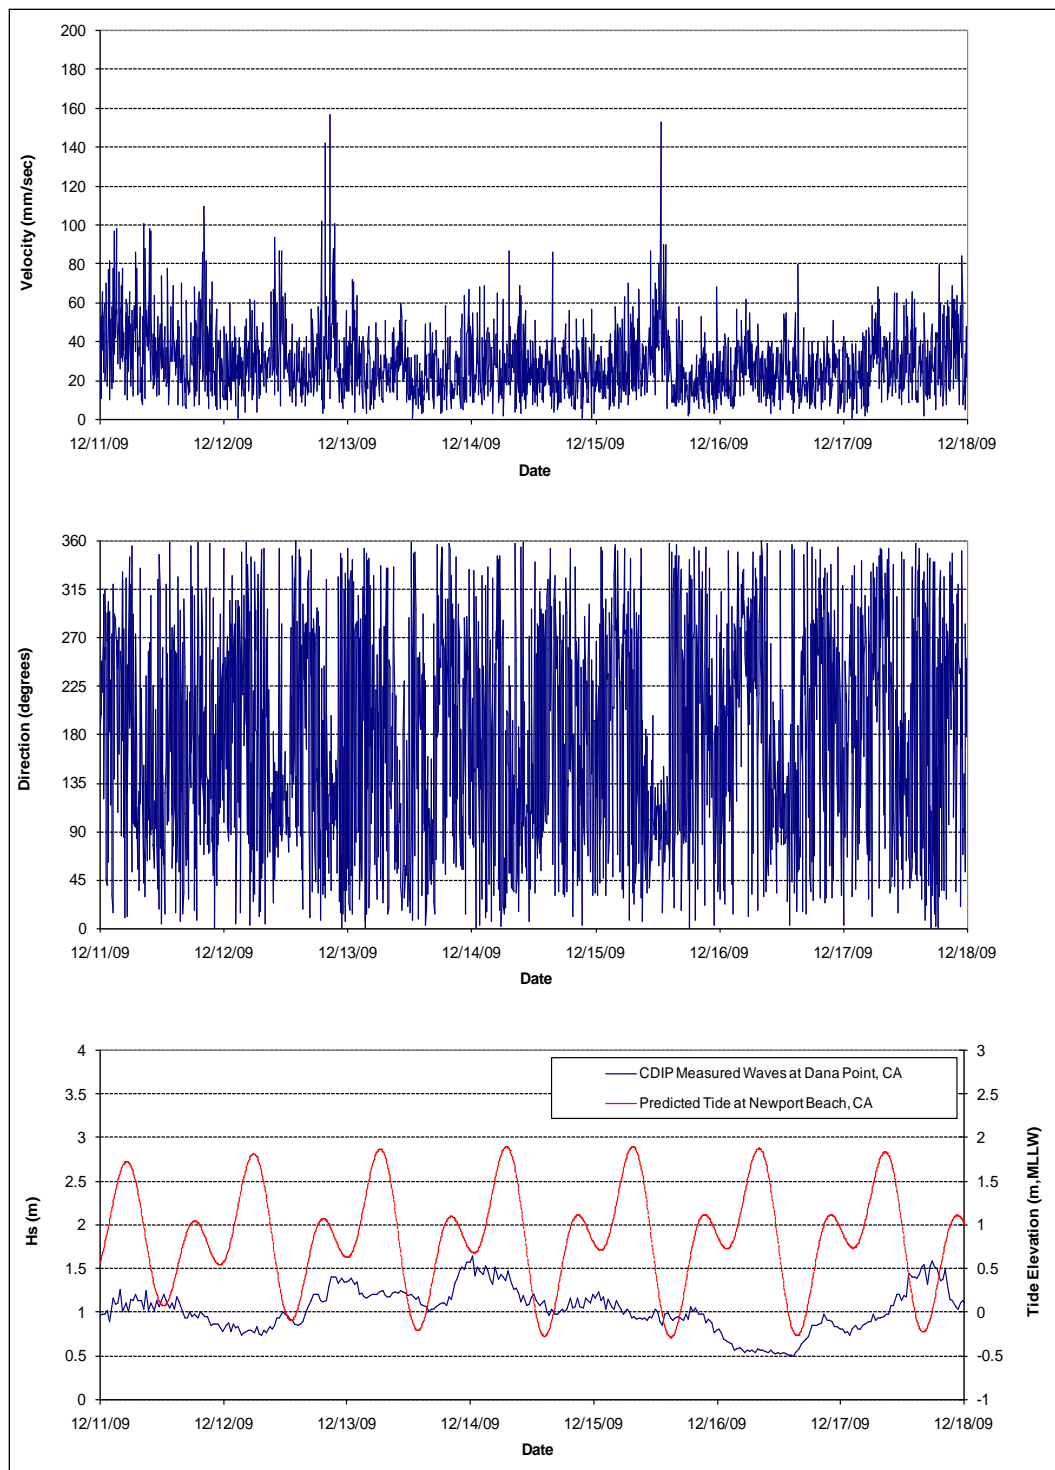 200
180
160
140
120
100
80
60
40
20
0
Velocity (mm/sec)
12/11/09 12/12/09 12/13/09 12/14/09 12/15/09 12/16/09 12/17/09 12/18/09
Date
360
315
270
225
180
135
90
45
0
Direction (degrees)
12/11/09 12/12/09 12/13/09 12/14/09 12/15/09 12/16/09 12/17/09 12/18/09
Date
4 3
3.5 2.5
3 2
2.5 1.5
2 1
1.5 0.5
1 0
0.5 -0.5
0 -1
Hs (m)
Tide Elevation (m,MLLW)
CDIP Measured Waves at Dana Point, CA
Predicted Tide at Newport Beach, CA
12/11/09 12/12/09 12/13/09 12/14/09 12/15/09 12/16/09 12/17/09 12/18/09
Date